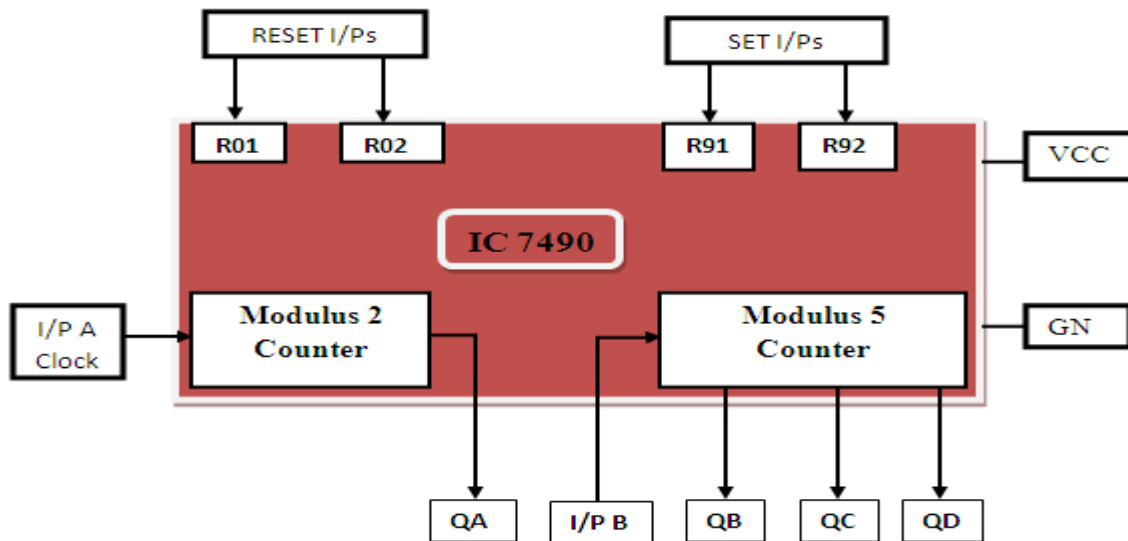 RESET I/Ps
SET I/Ps
R01
R02
R91
R92
VCC
IC 7490
I/P A
Clock
Modulus 2
Counter
Modulus 5
Counter
GN
QA
I/P B
QB
QC
QD